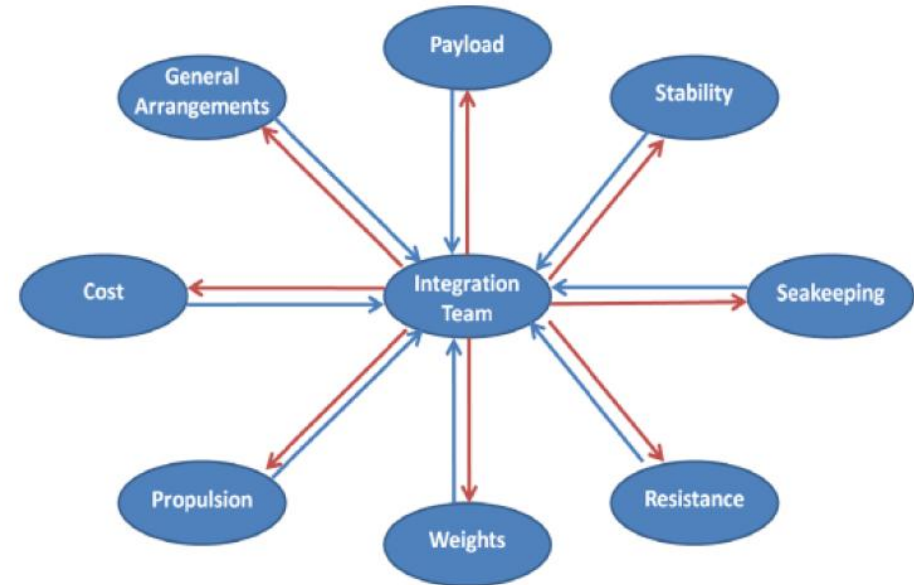 Payload
General
Arrangements
Stability
Cost
Integration
Team
Seakeeping
Propulsion
Weights
Resistance